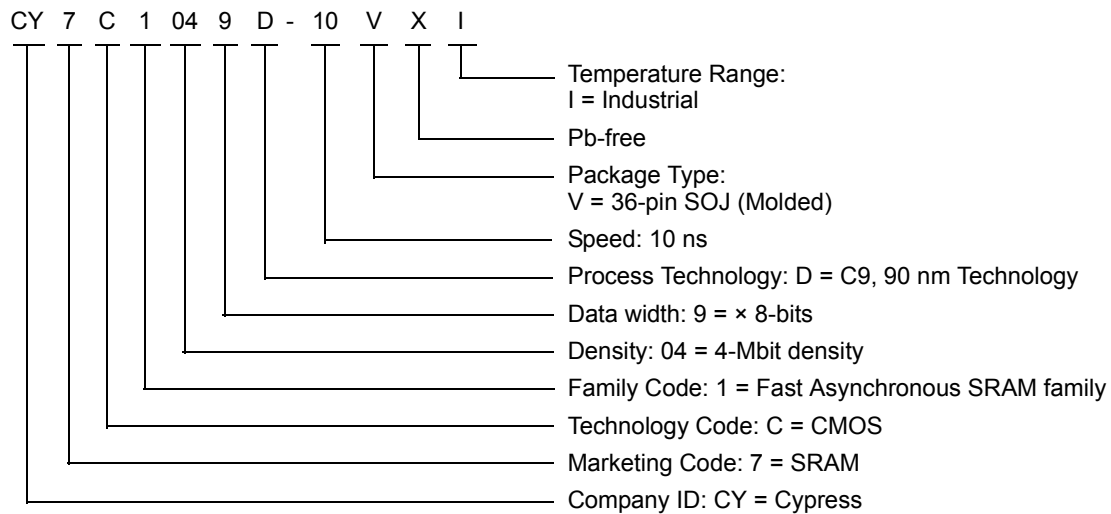 CY 7 C 1 04 9 D - 10 V X I
Temperature Range:
I = Industrial
Pb-free
Package Type:
V = 36-pin SOJ (Molded)
Speed: 10 ns
Process Technology: D = C9, 90 nm Technology
Data width: 9 = × 8-bits
Density: 04 = 4-Mbit density
Family Code: 1 = Fast Asynchronous SRAM family
Technology Code: C = CMOS
Marketing Code: 7 = SRAM
Company ID: CY = Cypress